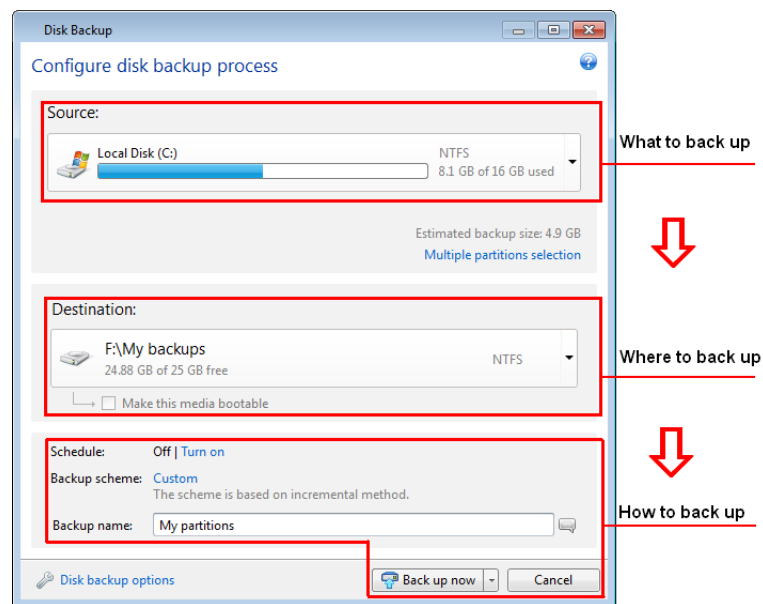 Disk Backup
Configure disk backup process
Source:
Local Disk (C:)
NTFS
8.1 GB of 16 GB used
What to back up
Estimated backup size: 4.9 GB
Multiple partitions selection
Destination:
F:\My backups
24.88 GB of 25 GB free
NTFS
Where to back up
Make this media bootable
Schedule: Off | Turn on
Backup scheme: Custom
The scheme is based on incremental method.
Backup name: My partitions
How to back up
Disk backup options
Back up now
Cancel